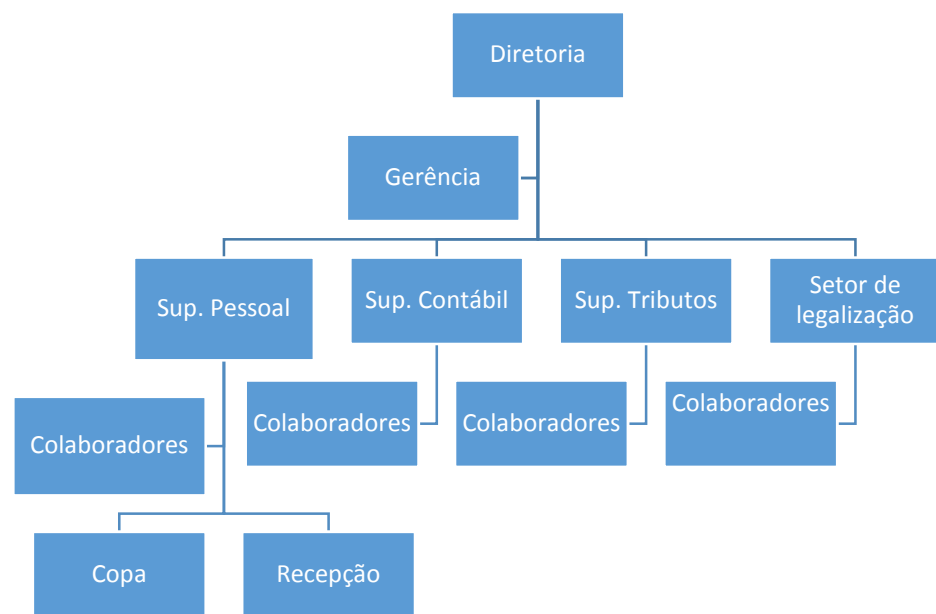 Diretoria
Gerência
Sup. Pessoal
Sup. Contábil
Sup. Tributos
Setor de
legalização
Colaboradores
Colaboradores
Colaboradores
Colaboradores
Copa
Recepção